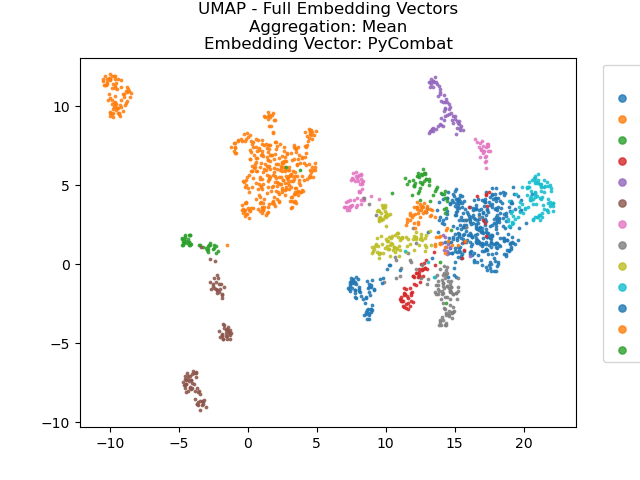 UMAP - Full Embedding Vectors
Aggregation: Mean
Embedding Vector: PyCombat
10
5
0
−5
−10
−10 −5 0 5 10 15 20